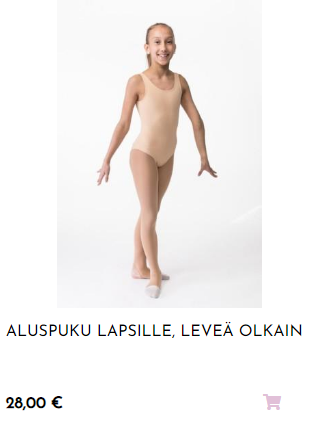 ALUSPUKU LAPSILLE, LEVEÄ OLKAIN
28,00 €